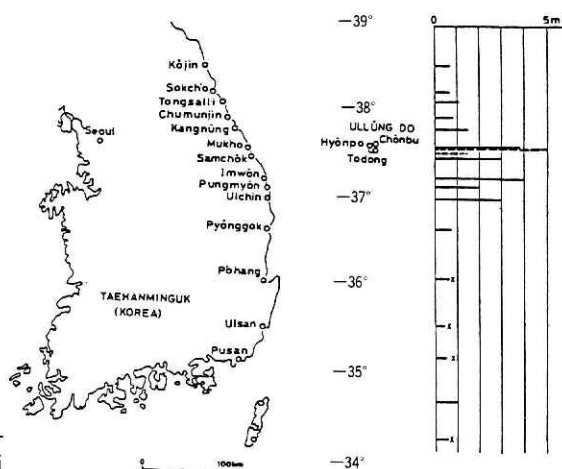 Kŏjin
Sokch'o
Tongsalli
Chumunjin
Kangnŭng
Seoul
Mukho
Samchŏk
Imwŏn
Pungmyŏn
Ulchin
Pyŏnggok
Pŏhang
TAEHANMINGUK
(KOREA)
Ulsan
Pusan
0 100km
—39°
—38°
ULLŬNG DO
Hyŏnpo
Chŏnbu
Todong
—37°
—36°
—35°
—34°
0 5m
x
x
x
x